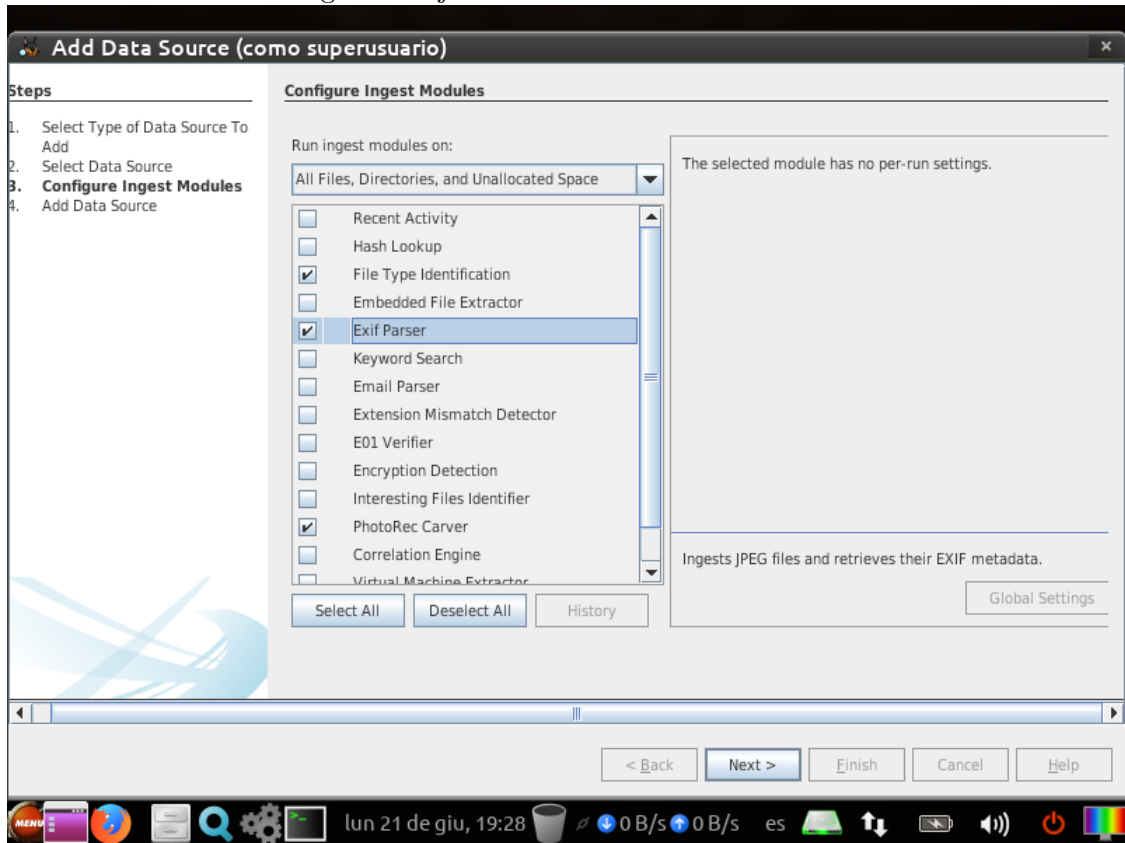 Add Data Source (como superusuario)
Steps
1. Select Type of Data Source To
Add
2. Select Data Source
3. Configure Ingest Modules
4. Add Data Source
Configure Ingest Modules
Run ingest modules on:
All Files, Directories, and Unallocated Space
Recent Activity
Hash Lookup
File Type Identification
Embedded File Extractor
Exif Parser
Keyword Search
Email Parser
Extension Mismatch Detector
E01 Verifier
Encryption Detection
Interesting Files Identifier
PhotoRec Carver
Correlation Engine
Virtual Machine Extractor
Select All Deselect All History
The selected module has no per-run settings.
Ingests JPEG files and retrieves their EXIF metadata.
Global Settings
< Back Next > Finish Cancel Help
MENU lun 21 de giu, 19:28 0 B/s 0 B/s es